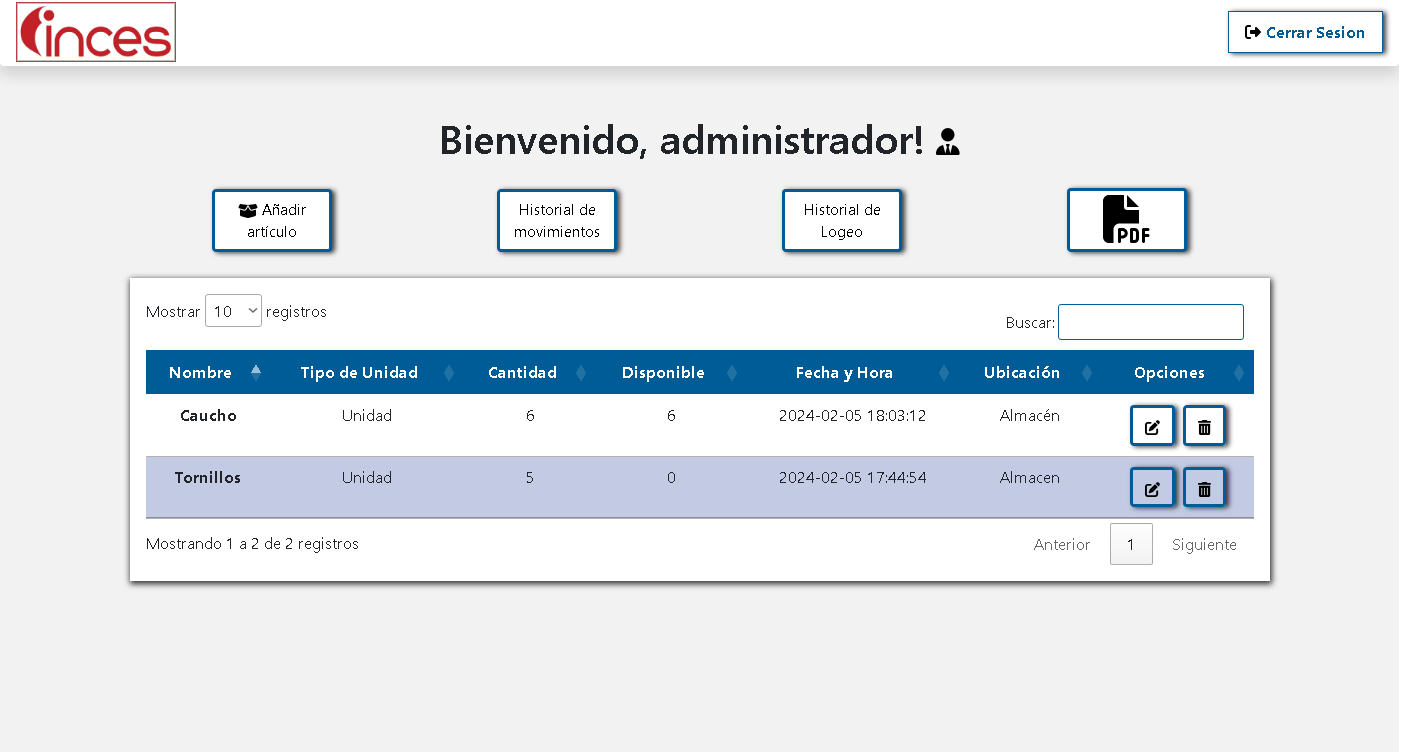 inces
Cerrar Sesion
Bienvenido, administrador!
Añadir
artículo
Historial de
movimientos
Historial de
Logeo
PDF
Mostrar 10 registros
Buscar:
Nombre Tipo de Unidad Cantidad Disponible Fecha y Hora Ubicación Opciones
Caucho Unidad 6 6 2024-02-05 18:03:12 Almacén
Tornillos Unidad 5 0 2024-02-05 17:44:54 Almacen
Mostrando 1 a 2 de 2 registros
Anterior 1 Siguiente